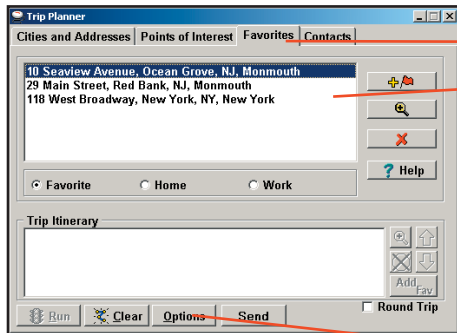 Trip Planner
Cities and Addresses Points of Interest Favorites Contacts
10 Seaview Avenue, Ocean Grove, NJ, Monmouth
29 Main Street, Red Bank, NJ, Monmouth
118 West Broadway, New York, NY, New York
? Help
Favorite Home Work
Trip Itinerary
Add Fav
Round Trip
Run Clear Options Send